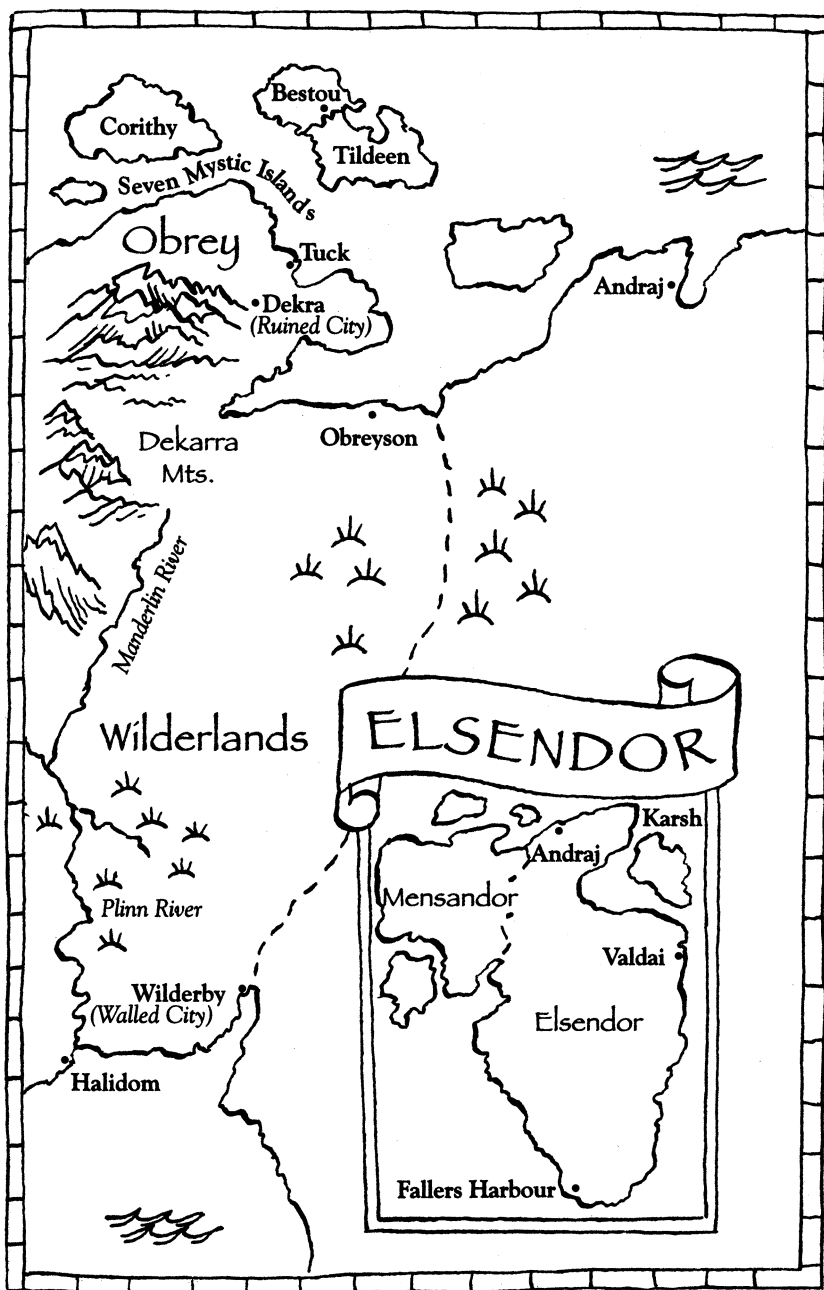 Bestou
Corithy
Tildeen
Seven Mystic Islands
Obrey
Tuck
Andraj
Dekra
(Ruined City)
Obreyson
Dekarra
Mts.
Manderlin River
Wilderlands
ELSENDOR
Karsh
Andraj
Mensandor
Plinn River
Valdai
Wilderby
(Walled City)
Elsendor
Halidom
Fallers Harbour